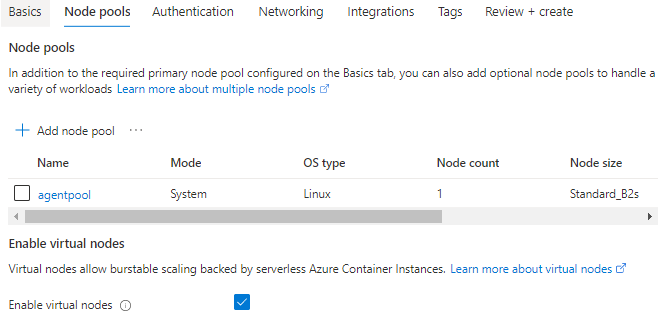 Basics Node pools Authentication Networking Integrations Tags Review + create
Node pools
In addition to the required primary node pool configured on the Basics tab, you can also add optional node pools to handle a
variety of workloads Learn more about multiple node pools
+ Add node pool ...
Name Mode OS type Node count Node size
agentpool System Linux 1 Standard_B2s
Enable virtual nodes
Virtual nodes allow burstable scaling backed by serverless Azure Container Instances. Learn more about virtual nodes
Enable virtual nodes